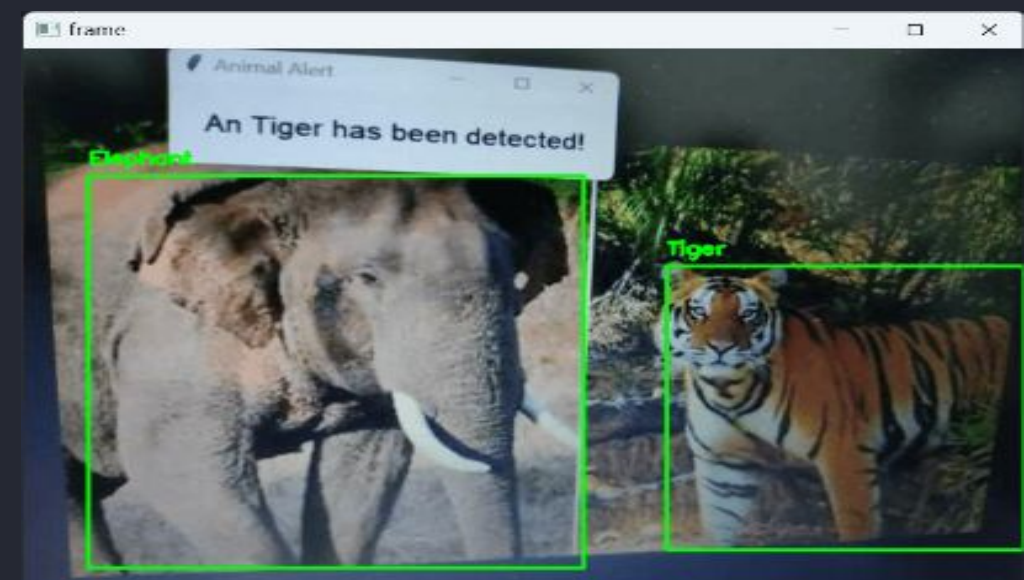 frame
Animal Alert
An Tiger has been detected!
Elephant
Tiger